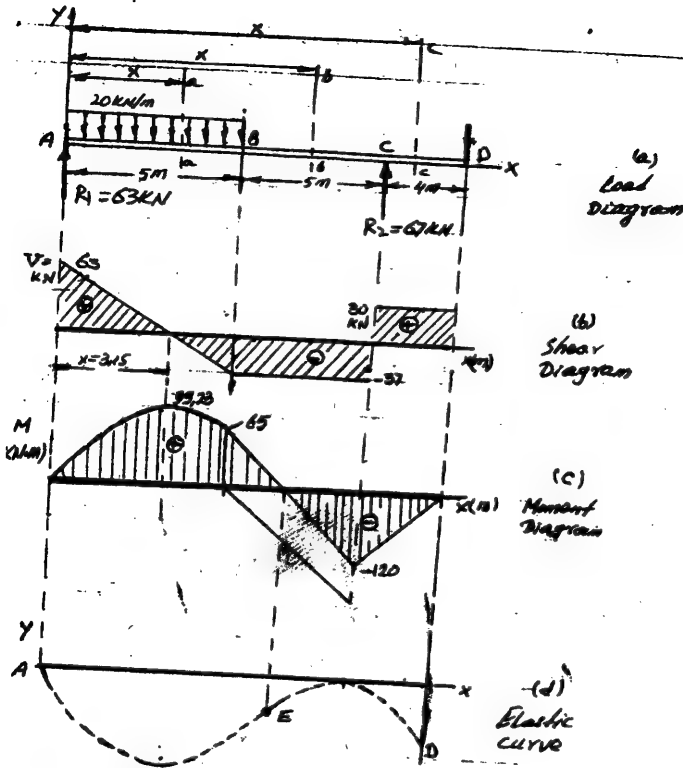 Y
x
C
x
B
x
a
20KN/m
A
B
C
D
X
a
b
c
5m
5m
4m
R₁=63KN
R₂=67KN
(a)
Load
Diagram
V=
KN
63
⊕
30
KN
⊕
⊖
x(m)
x=3.15
-37
(b)
Shear
Diagram
99,23
M
65
⊕
x(m)
⊖
-120
(c)
Moment
Diagram
Y
A
x
E
D
(d)
Elastic
curve